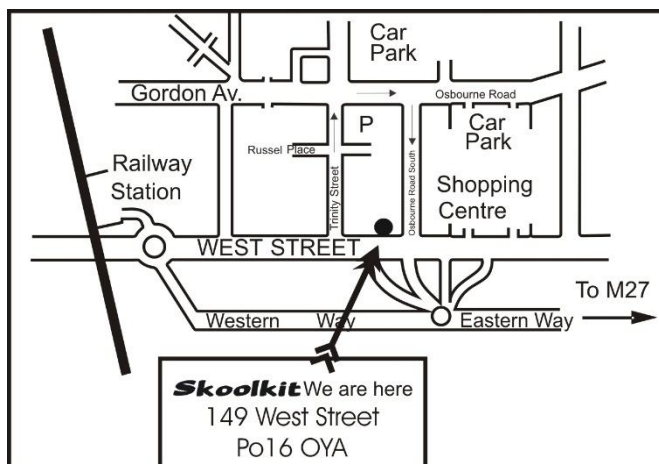 Car
Park
Gordon Av.
Osbourne Road
P
Car
Park
Russel Place
Railway
Station
Trinity Street
Osbourne Road South
Shopping
Centre
WEST STREET
To M27
Western Way
Eastern Way
Skoolkit We are here
149 West Street
Po16 OYA